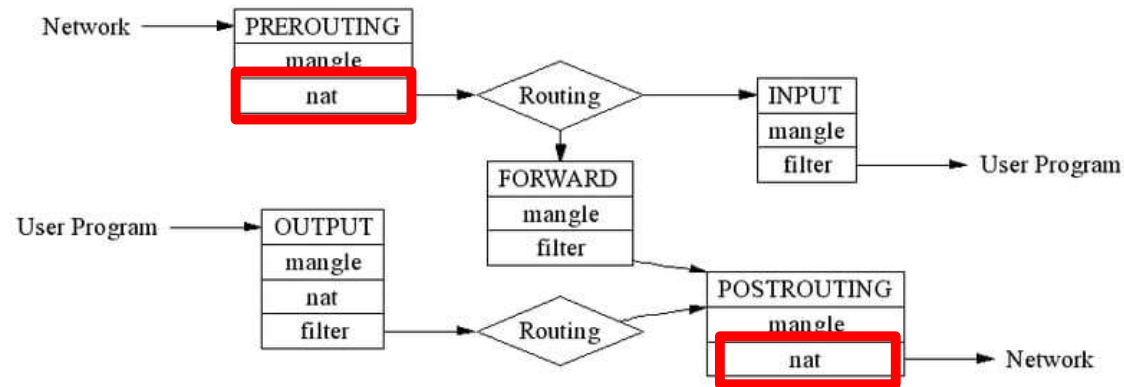 Network
PREROUTING
mangle
nat
Routing
INPUT
mangle
filter
User Program
FORWARD
mangle
filter
User Program
OUTPUT
mangle
nat
filter
Routing
POSTROUTING
mangle
nat
Network